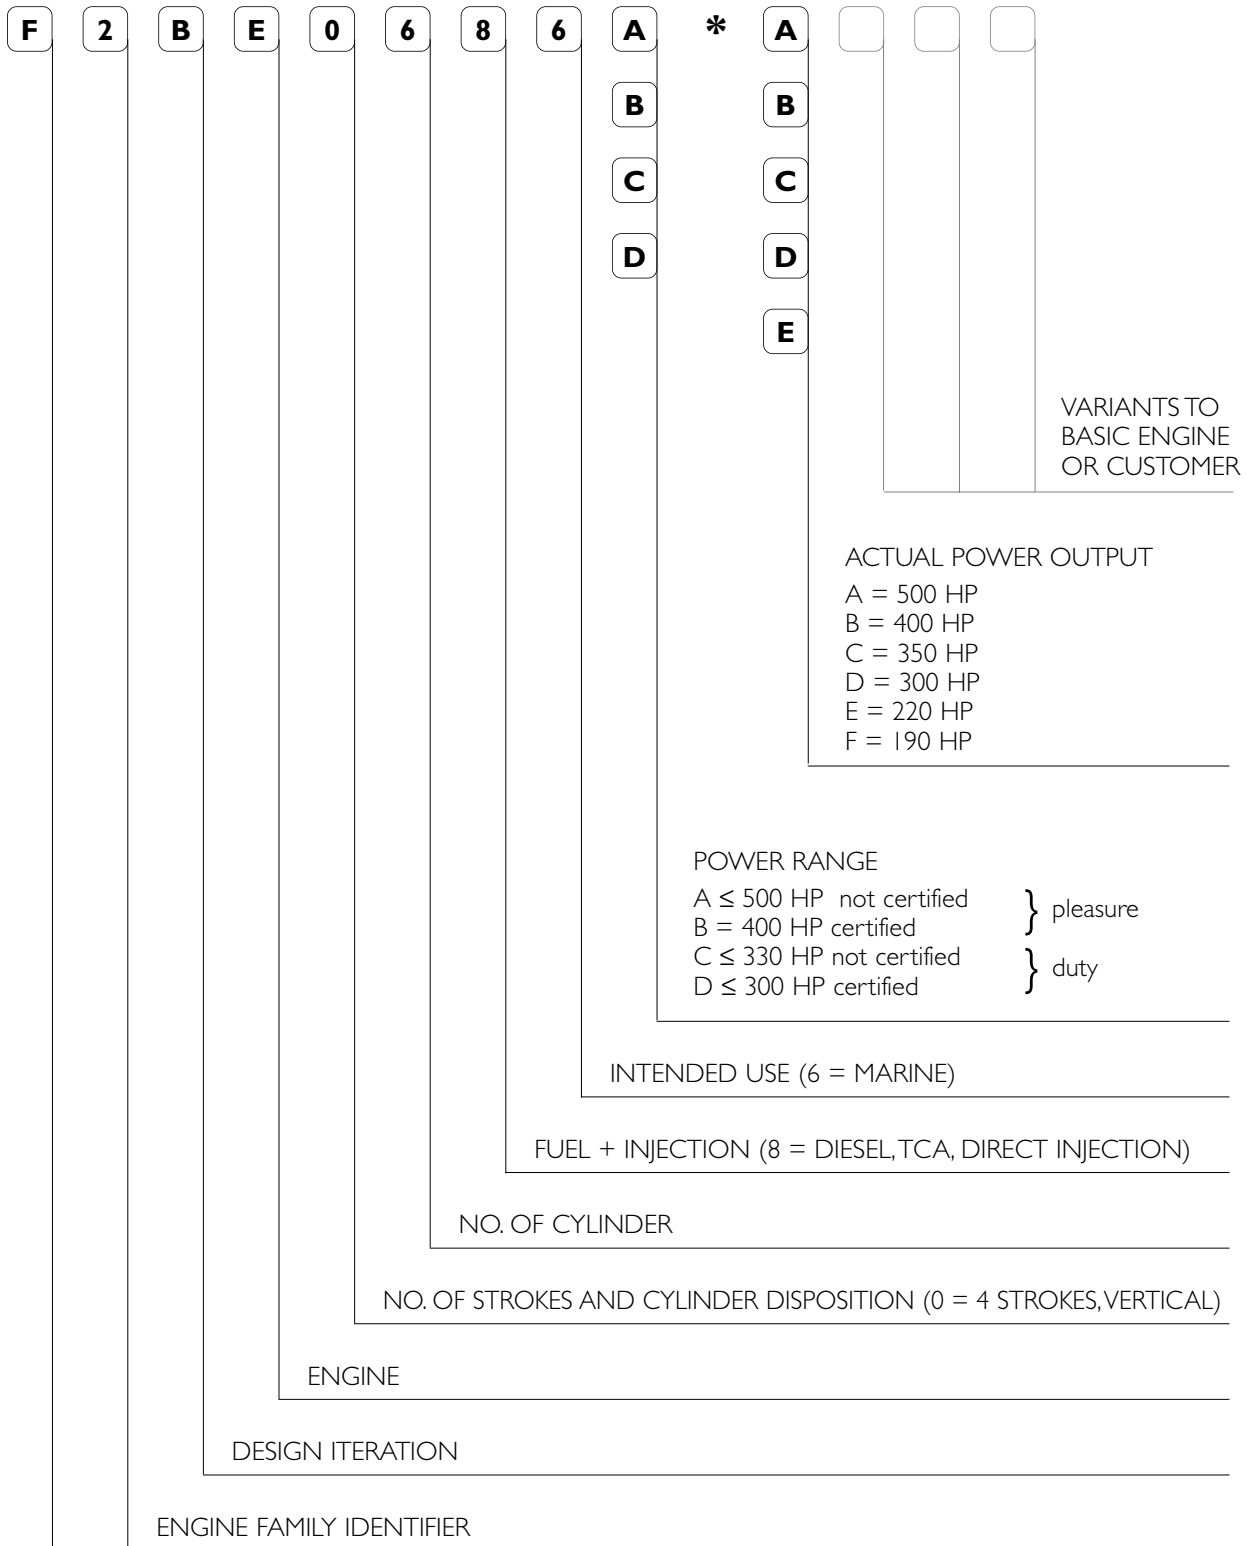 F 2 B E 0 6 8 6 A * A
B B
C C
D D
E
VARIANTS TO
BASIC ENGINE
OR CUSTOMER
ACTUAL POWER OUTPUT
A = 500 HP
B = 400 HP
C = 350 HP
D = 300 HP
E = 220 HP
F = 190 HP
POWER RANGE
A ≤ 500 HP not certified
B = 400 HP certified
} pleasure
C ≤ 330 HP not certified
D ≤ 300 HP certified
} duty
INTENDED USE (6 = MARINE)
FUEL + INJECTION (8 = DIESEL, TCA, DIRECT INJECTION)
NO. OF CYLINDER
NO. OF STROKES AND CYLINDER DISPOSITION (0 = 4 STROKES, VERTICAL)
ENGINE
DESIGN ITERATION
ENGINE FAMILY IDENTIFIER